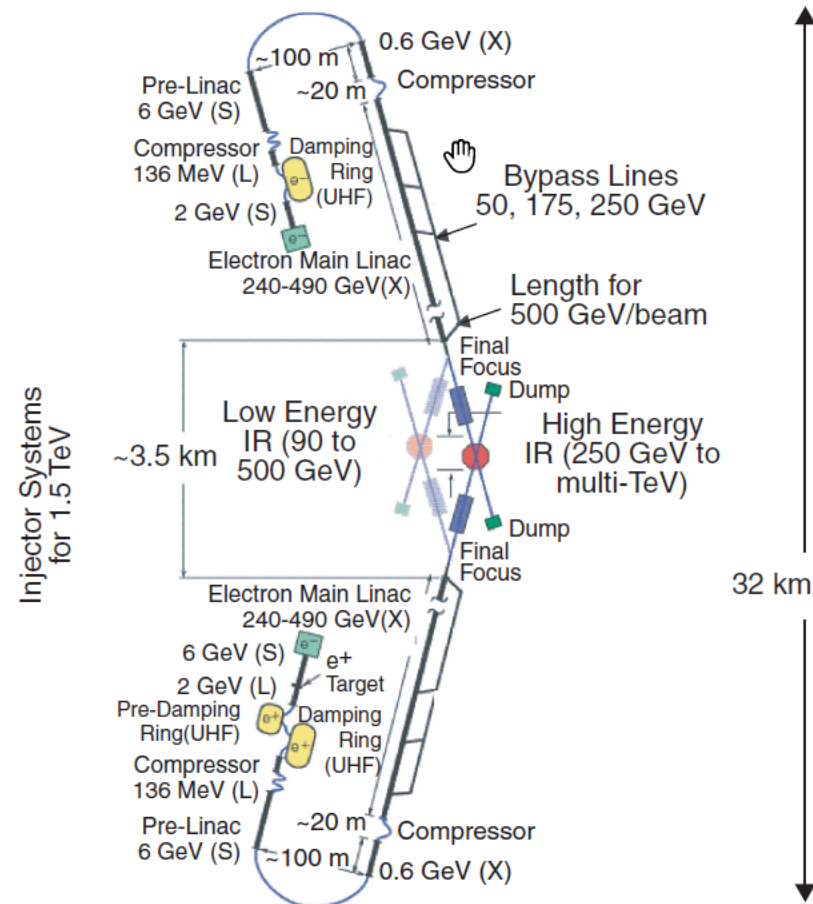 0.6 GeV (X)
~100 m
Compressor
~20 m
Pre-Linac
6 GeV (S)
Compressor
136 MeV (L)
Damping
Ring
(UHF)
e-
2 GeV (S)
e-
Bypass Lines
50, 175, 250 GeV
Electron Main Linac
240-490 GeV(X)
Length for
500 GeV/beam
Final
Focus
Dump
Low Energy
IR (90 to
500 GeV)
High Energy
IR (250 GeV to
multi-TeV)
~3.5 km
Injector Systems
for 1.5 TeV
32 km
Dump
Final
Focus
Electron Main Linac
240-490 GeV(X)
6 GeV (S)
e-
e+
Target
2 GeV (L)
Pre-Damping
Ring(UHF)
e+
Damping
Ring
(UHF)
e+
Compressor
136 MeV (L)
Pre-Linac
6 GeV (S)
~20 m
Compressor
~100 m
0.6 GeV (X)